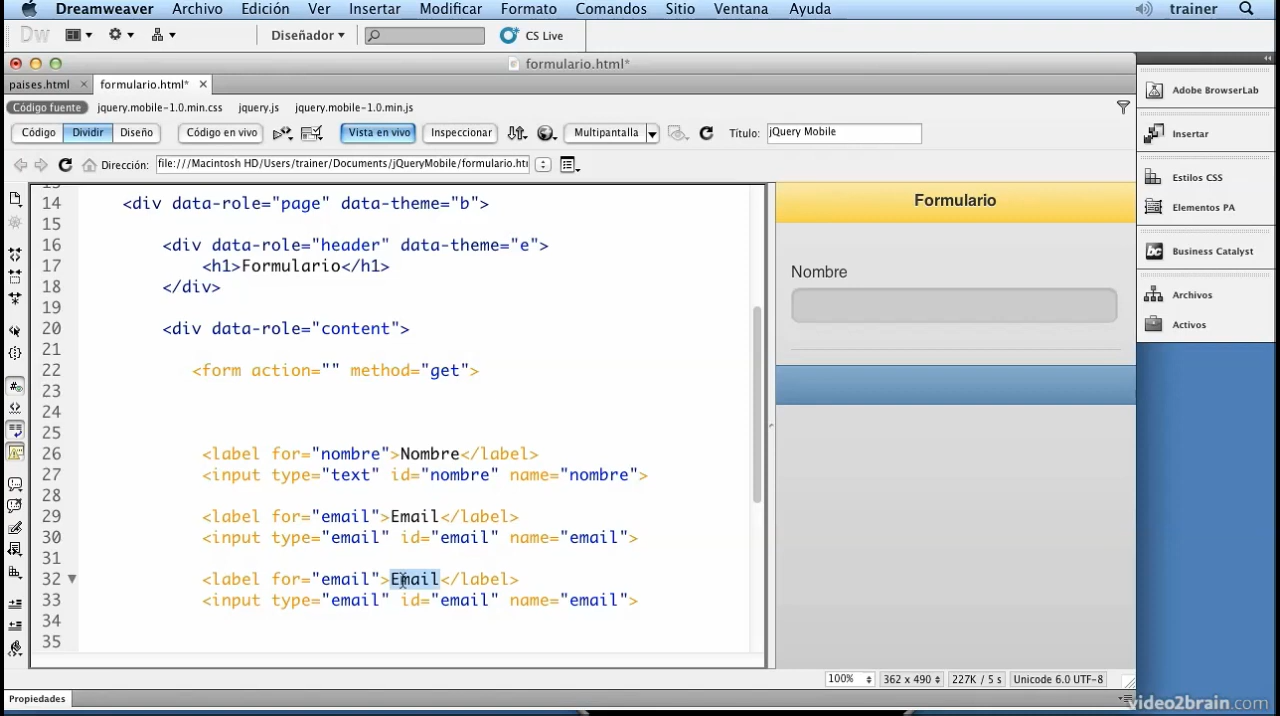 Dreamweaver Archivo Edición Ver Insertar Modificar Formato Comandos Sitio Ventana Ayuda trainer
Dw Diseñador CS Live
formulario.html*
paises.html formulario.html*
Código fuente jquery.mobile-1.0.min.css jquery.js jquery.mobile-1.0.min.js
Código Dividir Diseño Código en vivo Vista en vivo Inspeccionar Multipantalla Título: jQuery Mobile
Dirección: file:///Macintosh HD/Users/trainer/Documents/jQueryMobile/formulario.htm
14 <div data-role="page" data-theme="b">
15
16 <div data-role="header" data-theme="e">
17 <h1>Formulario</h1>
18 </div>
19
20 <div data-role="content">
21
22 <form action="" method="get">
23
24
25
26 <label for="nombre">Nombre</label>
27 <input type="text" id="nombre" name="nombre">
28
29 <label for="email">Email</label>
30 <input type="email" id="email" name="email">
31
32 <label for="email">Email</label>
33 <input type="email" id="email" name="email">
34
35
Formulario
Nombre
Adobe BrowserLab
Insertar
Estilos CSS
Elementos PA
bc Business Catalyst
Archivos
Activos
100% 362 x 490 227K / 5 s Unicode 6.0 UTF-8
Propiedades
video2brain.com